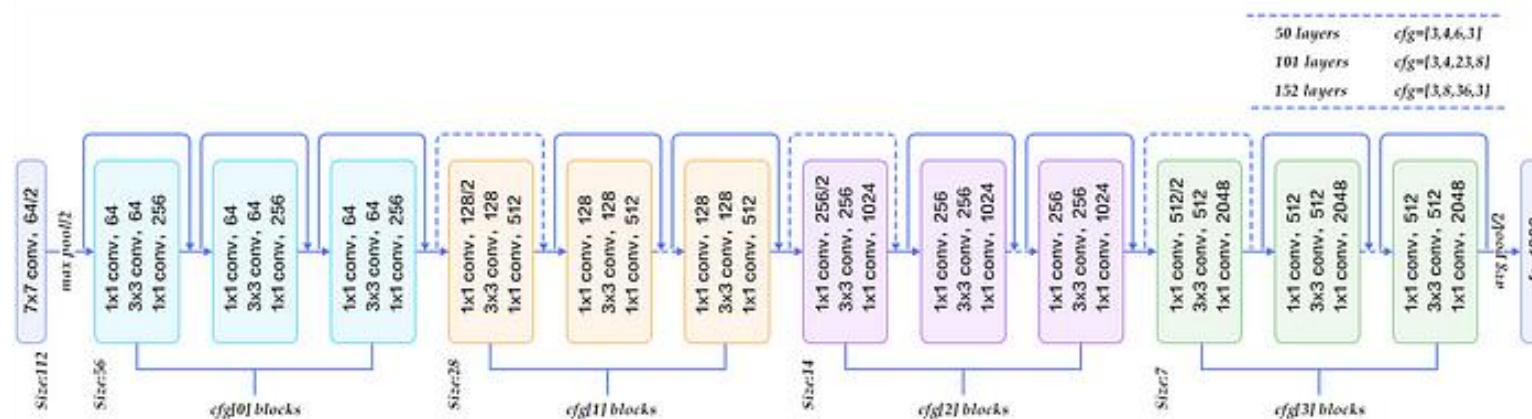 50 layers cfg=[3,4,6,3]
101 layers cfg=[3,4,23,8]
152 layers cfg=[3,8,36,3]
7x7 conv, 64/2
max pool/2
1x1 conv, 64
3x3 conv, 64
1x1 conv, 256
1x1 conv, 64
3x3 conv, 64
1x1 conv, 256
1x1 conv, 64
3x3 conv, 64
1x1 conv, 256
1x1 conv, 128/2
3x3 conv, 128
1x1 conv, 512
1x1 conv, 128
3x3 conv, 128
1x1 conv, 512
1x1 conv, 128
3x3 conv, 128
1x1 conv, 512
1x1 conv, 256/2
3x3 conv, 256
1x1 conv, 1024
1x1 conv, 256
3x3 conv, 256
1x1 conv, 1024
1x1 conv, 256
3x3 conv, 256
1x1 conv, 1024
1x1 conv, 512/2
3x3 conv, 512
1x1 conv, 2048
1x1 conv, 512
3x3 conv, 512
1x1 conv, 2048
1x1 conv, 512
3x3 conv, 512
1x1 conv, 2048
avg pool/2
Size:112
Size:56
cfg[0] blocks
Size:28
cfg[1] blocks
Size:14
cfg[2] blocks
Size:7
cfg[3] blocks